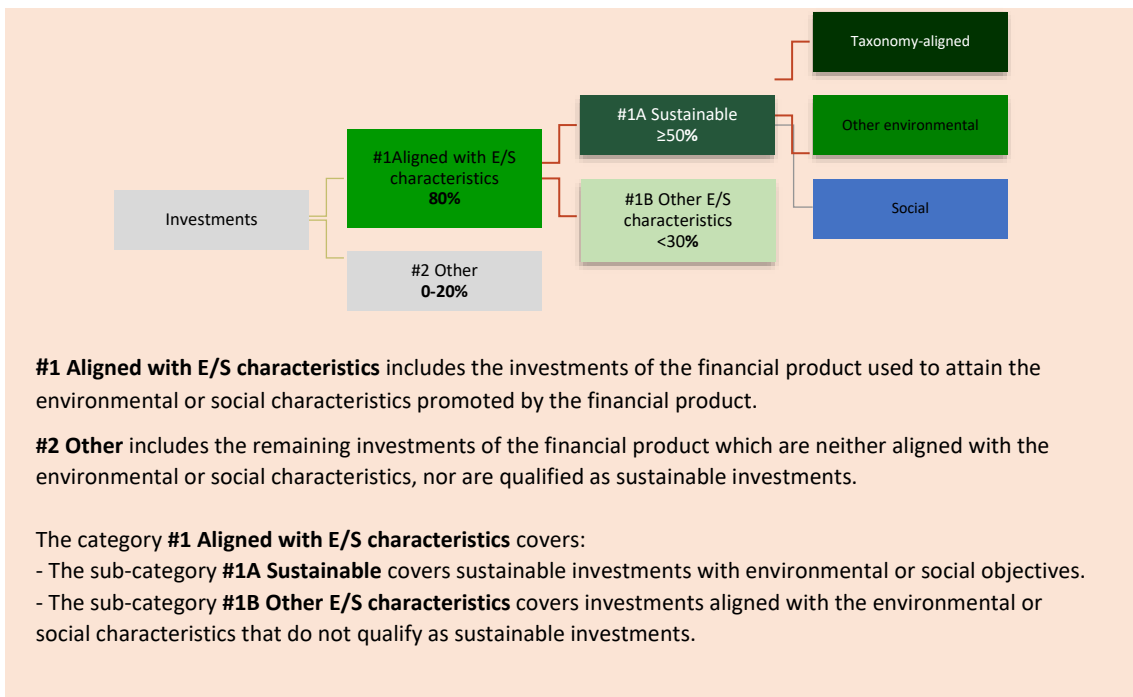 Taxonomy-aligned
#1A Sustainable
≥50%
Other environmental
#1Aligned with E/S
characteristics
80%
Investments
#1B Other E/S
characteristics
<30%
Social
#2 Other
0-20%
#1 Aligned with E/S characteristics includes the investments of the financial product used to attain the
environmental or social characteristics promoted by the financial product.
#2 Other includes the remaining investments of the financial product which are neither aligned with the
environmental or social characteristics, nor are qualified as sustainable investments.
The category #1 Aligned with E/S characteristics covers:
- The sub-category #1A Sustainable covers sustainable investments with environmental or social objectives.
- The sub-category #1B Other E/S characteristics covers investments aligned with the environmental or
social characteristics that do not qualify as sustainable investments.